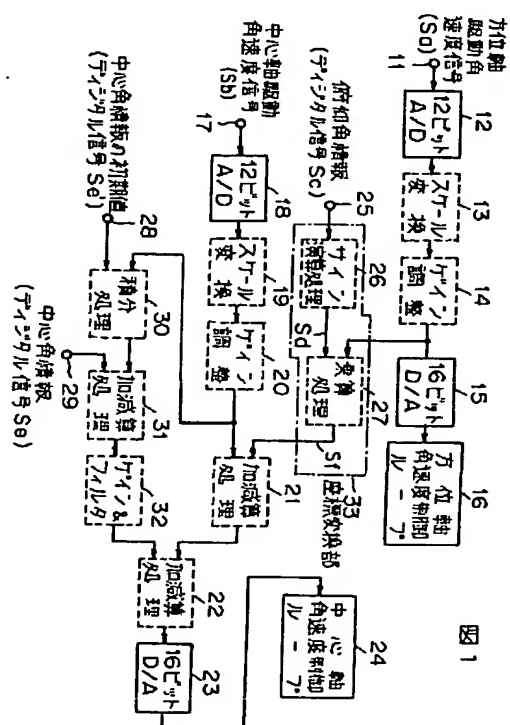 図1
方位軸
駆動角
速度信号
(Sa)
11
12
12ビット
A/D
13
スケール
変換
14
ゲイン
調整
15
16ビット
D/A
16
方位軸
角速度制御
ループ
中心軸駆動
角速度信号
(Sb)
17
18
12ビット
A/D
19
スケール
変換
20
ゲイン
調整
21
加減算
処理
22
加減算
処理
23
16ビット
D/A
24
中心軸
角速度制御
ループ
俯仰角情報
(ディジタル信号Sc)
25
26
サイン
演算処理
Sd
27
乗算
処理
Sf
33
座標変換部
中心角情報の初期値
(ディジタル信号Se)
28
30
積分
処理
31
加減算
処理
32
ゲイン&
フィルタ
中心角情報
(ディジタル信号Se)
29